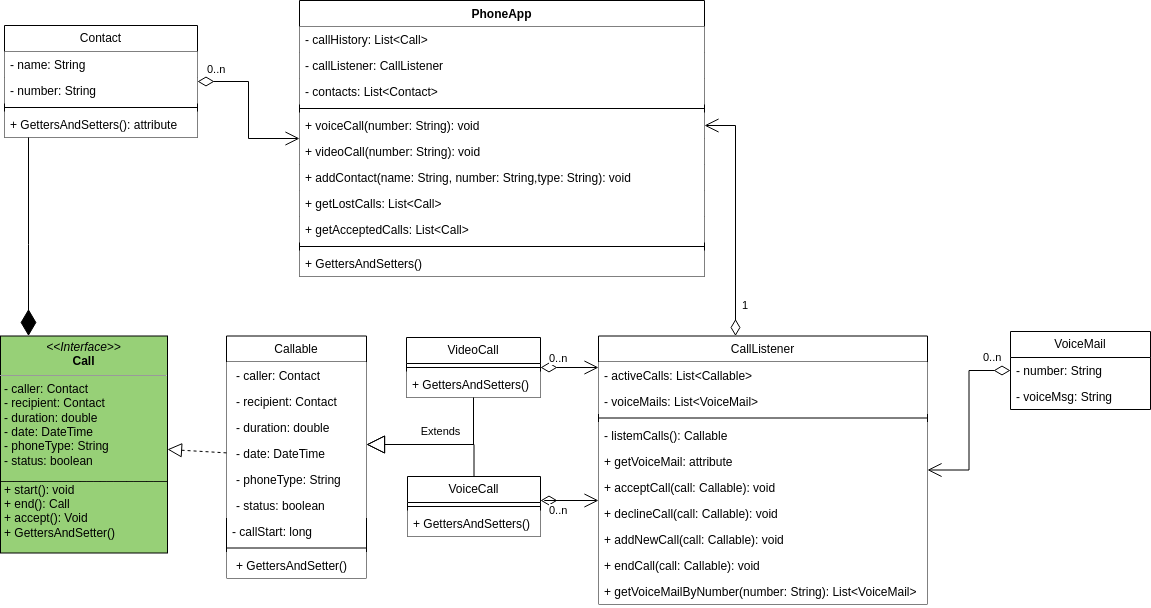 PhoneApp
- callHistory: List<Call>
- callListener: CallListener
- contacts: List<Contact>
+ voiceCall(number: String): void
+ videoCall(number: String): void
+ addContact(name: String, number: String,type: String): void
+ getLostCalls: List<Call>
+ getAcceptedCalls: List<Call>
+ GettersAndSetters()
Contact
- name: String
- number: String
+ GettersAndSetters(): attribute
0..n
1
<<Interface>>
Call
- caller: Contact
- recipient: Contact
- duration: double
- date: DateTime
- phoneType: String
- status: boolean
+ start(): void
+ end(): Call
+ accept(): Void
+ GettersAndSetter()
Callable
- caller: Contact
- recipient: Contact
- duration: double
- date: DateTime
- phoneType: String
- status: boolean
- callStart: long
+ GettersAndSetter()
Extends
VideoCall
+ GettersAndSetters()
0..n
VoiceCall
+ GettersAndSetters()
0..n
CallListener
- activeCalls: List<Callable>
- voiceMails: List<VoiceMail>
- listemCalls(): Callable
+ getVoiceMail: attribute
+ acceptCall(call: Callable): void
+ declineCall(call: Callable): void
+ addNewCall(call: Callable): void
+ endCall(call: Callable): void
+ getVoiceMailByNumber(number: String): List<VoiceMail>
0..n
VoiceMail
- number: String
- voiceMsg: String